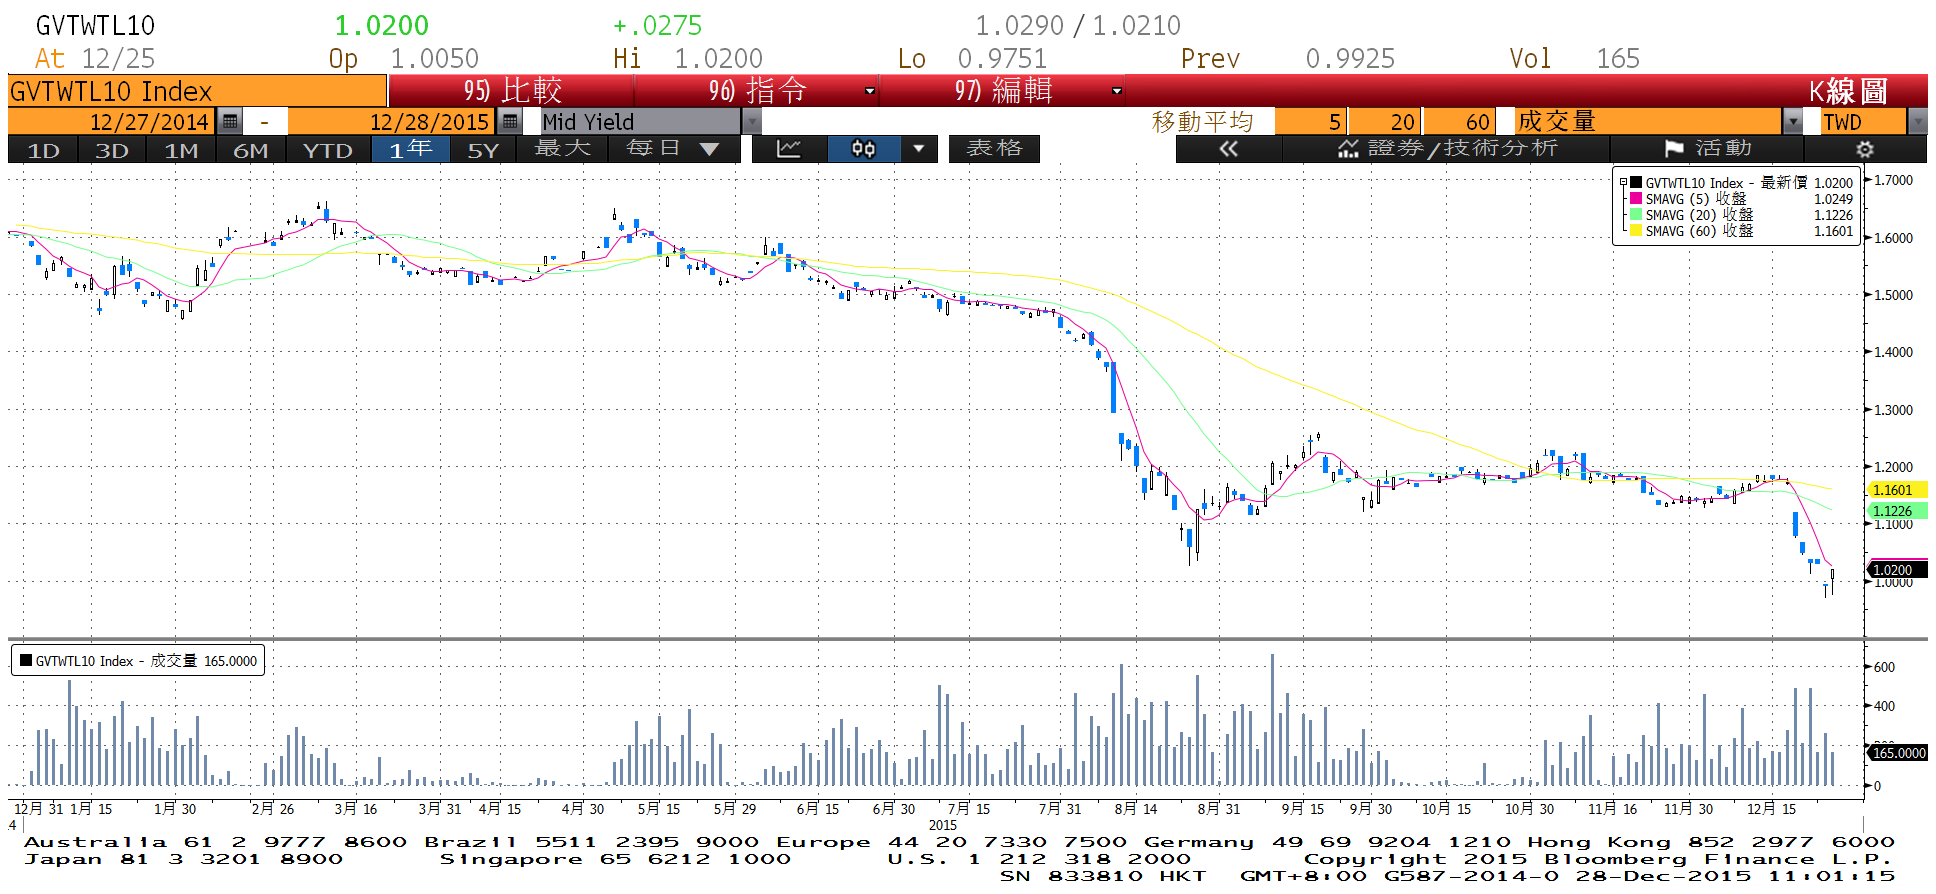 GVTWTL10 1.0200 +.0275 1.0290 / 1.0210
At 12/25 Op 1.0050 Hi 1.0200 Lo 0.9751 Prev 0.9925 Vol 165
GVTWTL10 Index 95) 比較 96) 指令 97) 編輯 K線圖
12/27/2014 - 12/28/2015 Mid Yield 移動平均 5 20 60 成交量 TWD
1D 3D 1M 6M YTD 1年 5Y 最大 每日 表格 « 證券/技術分析 活動
GVTWTL10 Index - 最新價 1.0200
SMAVG (5) 收盤 1.0249
SMAVG (20) 收盤 1.1226
SMAVG (60) 收盤 1.1601
1.7000
1.6000
1.5000
1.4000
1.3000
1.2000
1.1601
1.1226
1.1000
1.0200
1.0000
GVTWTL10 Index - 成交量 165.0000
600
400
165.0000
0
12月 31 1月 15 1月 30 2月 26 3月 16 3月 31 4月 15 4月 30 5月 15 5月 29 6月 15 6月 30 7月 15 7月 31 8月 14 8月 31 9月 15 9月 30 10月 15 10月 30 11月 16 11月 30 12月 15
4 2015
Australia 61 2 9777 8600 Brazil 5511 2395 9000 Europe 44 20 7330 7500 Germany 49 69 9204 1210 Hong Kong 852 2977 6000
Japan 81 3 3201 8900 Singapore 65 6212 1000 U.S. 1 212 318 2000 Copyright 2015 Bloomberg Finance L.P.
SN 833810 HKT GMT+8:00 G587-2014-0 28-Dec-2015 11:01:15